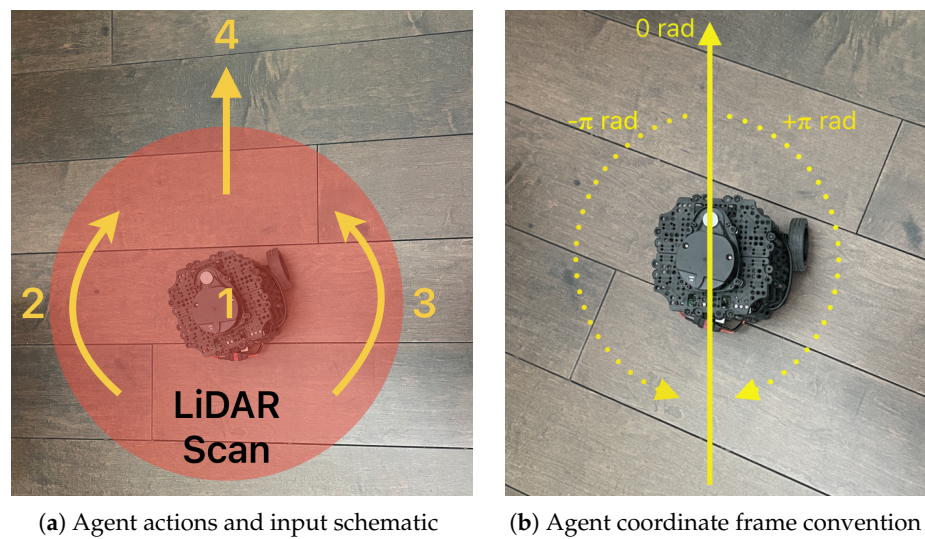 4
2
1
3
LiDAR
Scan
0 rad
-π rad
+π rad
(a) Agent actions and input schematic
(b) Agent coordinate frame convention